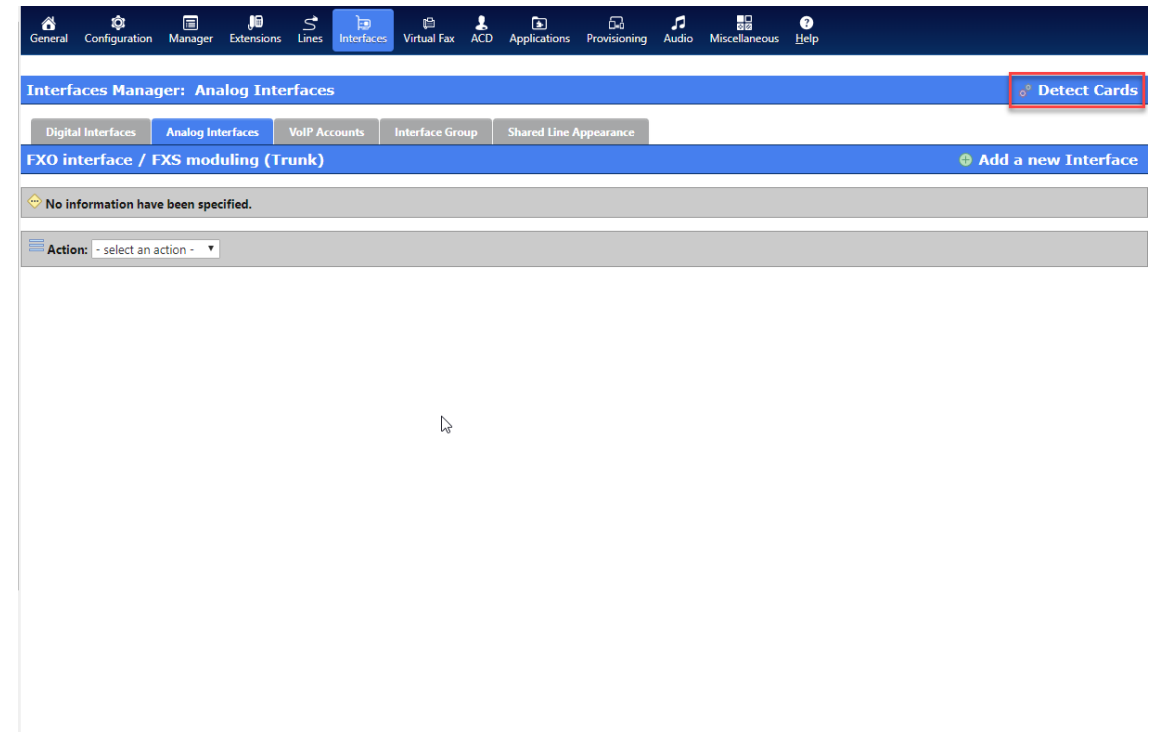 General Configuration Manager Extensions Lines Interfaces Virtual Fax ACD Applications Provisioning Audio Miscellaneous Help
Interfaces Manager: Analog Interfaces Detect Cards
Digital Interfaces Analog Interfaces VoIP Accounts Interface Group Shared Line Appearance
FXO interface / FXS moduling (Trunk) Add a new Interface
No information have been specified.
Action: - select an action -